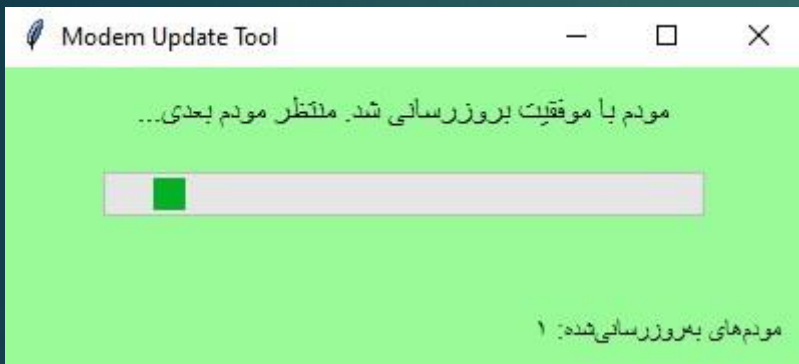 Modem Update Tool
مودم با موفقیت بروزرسانی شد. منتظر مودم بعدی...
مودم‌های به‌روزرسانی‌شده: ۱